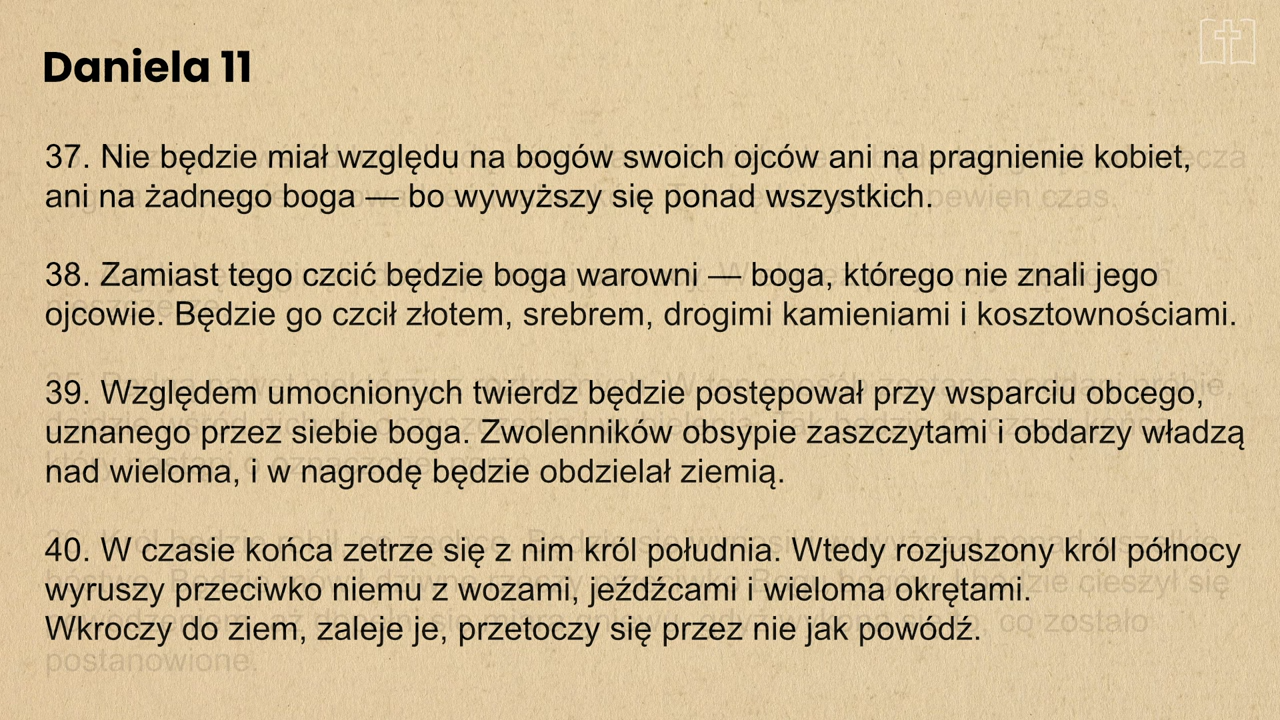 Daniela 11
37. Nie będzie miał względu na bogów swoich ojców ani na pragnienie kobiet,
ani na żadnego boga — bo wywyższy się ponad wszystkich.
38. Zamiast tego czcić będzie boga warowni — boga, którego nie znali jego
ojcowie. Będzie go czcił złotem, srebrem, drogimi kamieniami i kosztownościami.
39. Względem umocnionych twierdz będzie postępował przy wsparciu obcego,
uznanego przez siebie boga. Zwolenników obsypie zaszczytami i obdarzy władzą
nad wieloma, i w nagrodę będzie obdzielał ziemią.
40. W czasie końca zetrze się z nim król południa. Wtedy rozjuszony król północy
wyruszy przeciwko niemu z wozami, jeźdźcami i wieloma okrętami.
Wkroczy do ziem, zaleje je, przetoczy się przez nie jak powódź.
postanowione.